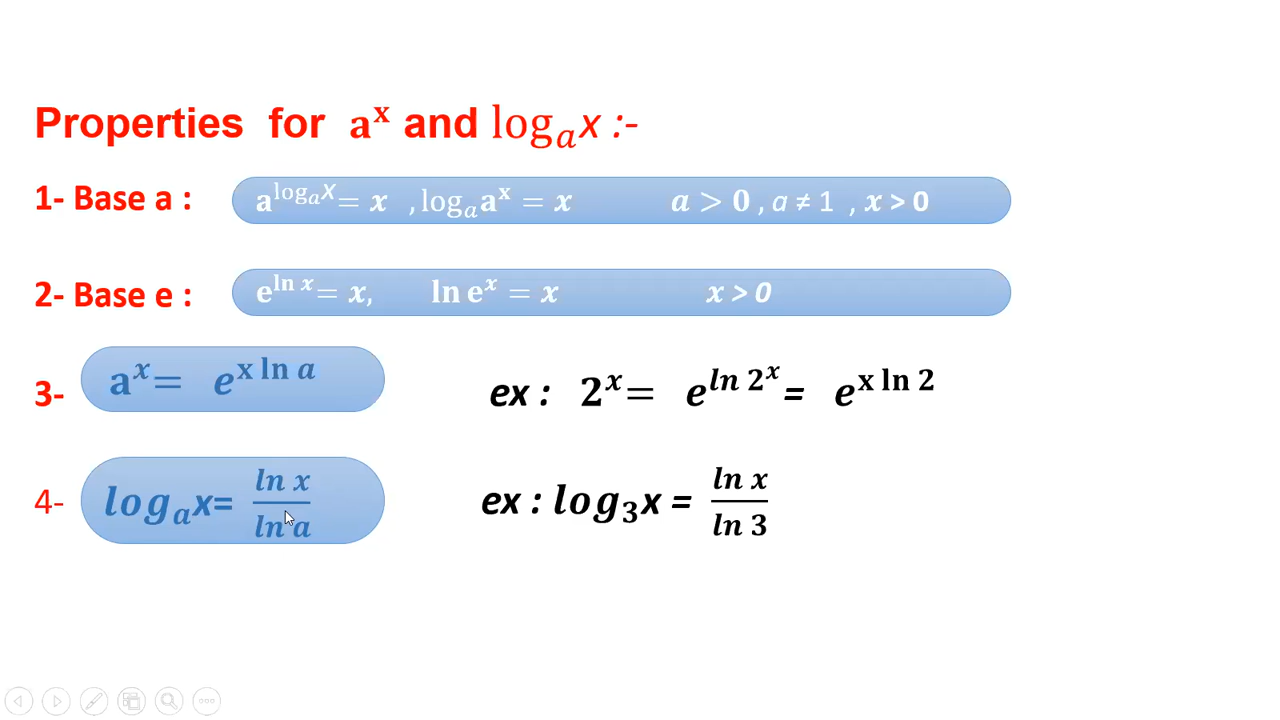 Properties for aˣ and logₐx :-
1- Base a : a^(logₐx) = x , logₐaˣ = x a > 0 , a ≠ 1 , x > 0
2- Base e : e^(ln x) = x, ln eˣ = x x > 0
3- aˣ = e^(x ln a) ex : 2ˣ = e^(ln 2ˣ) = e^(x ln 2)
4- logₐx = (ln x)/(ln a) ex : log₃x = (ln x)/(ln 3)